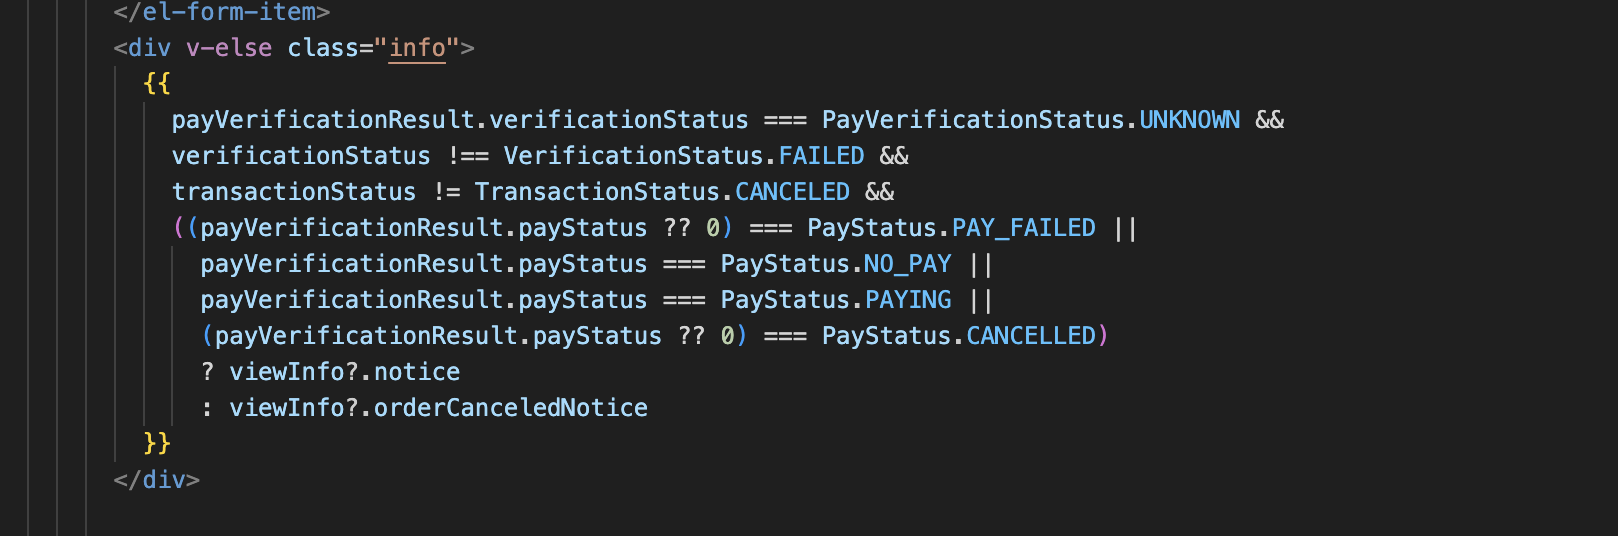 </el-form-item>
<div v-else class="info">
{{
payVerificationResult.verificationStatus === PayVerificationStatus.UNKNOWN &&
verificationStatus !== VerificationStatus.FAILED &&
transactionStatus != TransactionStatus.CANCELED &&
((payVerificationResult.payStatus ?? 0) === PayStatus.PAY_FAILED ||
payVerificationResult.payStatus === PayStatus.NO_PAY ||
payVerificationResult.payStatus === PayStatus.PAYING ||
(payVerificationResult.payStatus ?? 0) === PayStatus.CANCELLED)
? viewInfo?.notice
: viewInfo?.orderCanceledNotice
}}
</div>